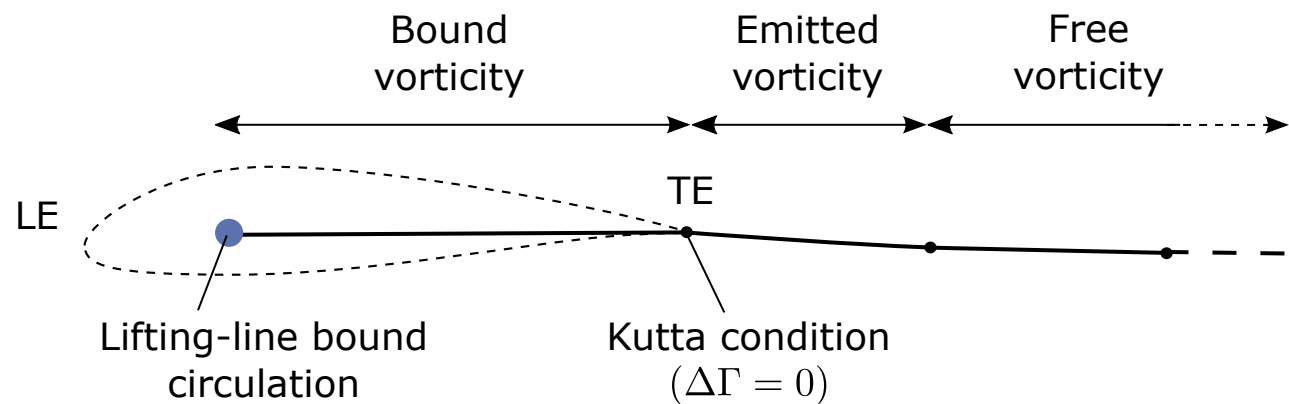 Bound
vorticity
Emitted
vorticity
Free
vorticity
LE
TE
Lifting-line bound
circulation
Kutta condition
(ΔΓ = 0)